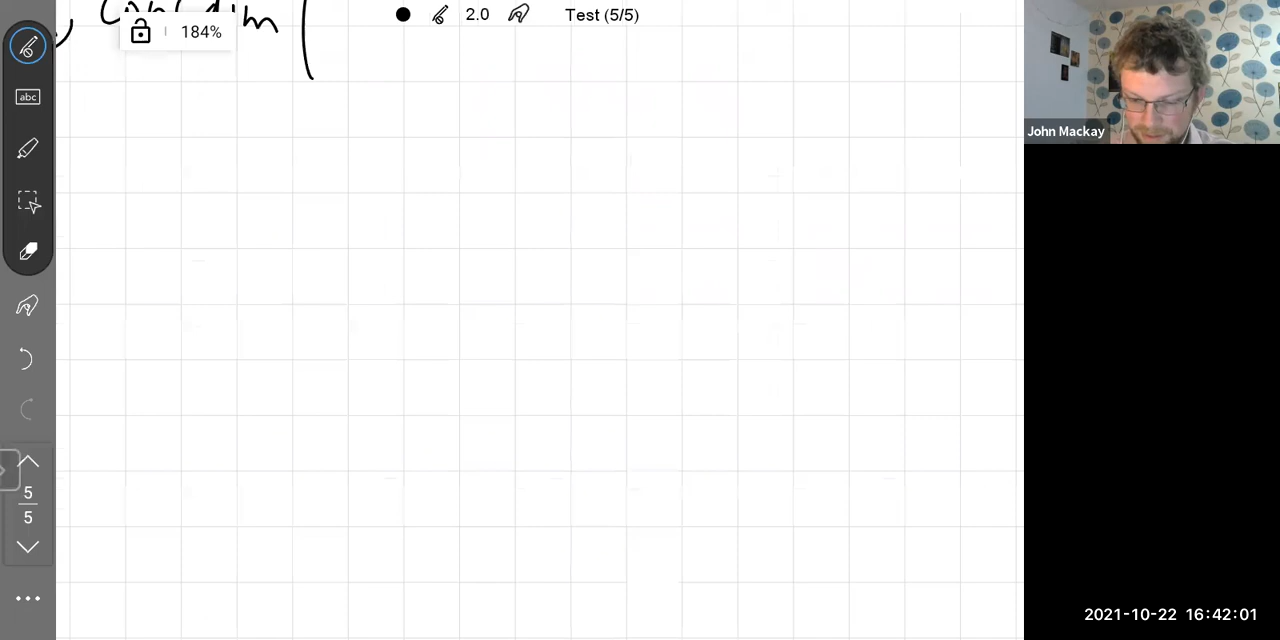 2.0 Test (5/5)
184%
abc
John Mackay
5
5
2021-10-22 16:42:01